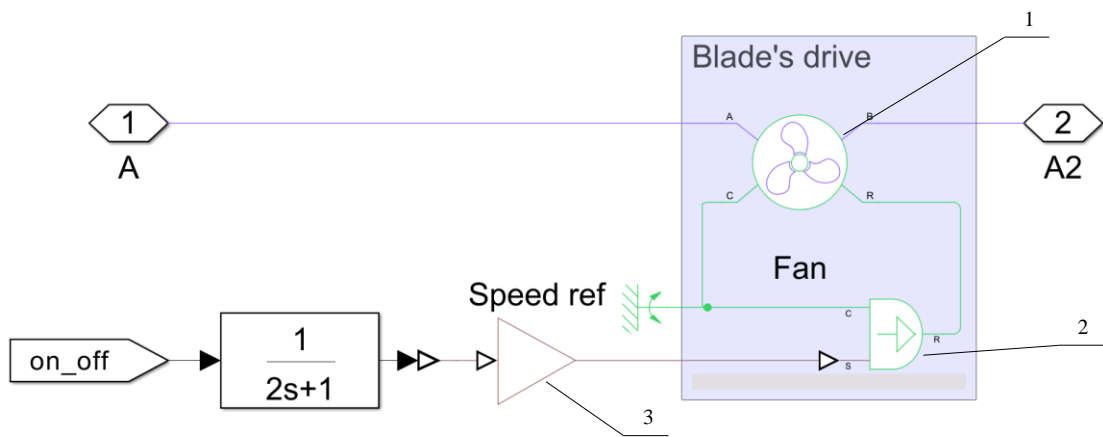 1
Blade's drive
1
A
B
2
A
A2
C
R
Fan
Speed ref
C
R
2
on_off
1
2s+1
S
3